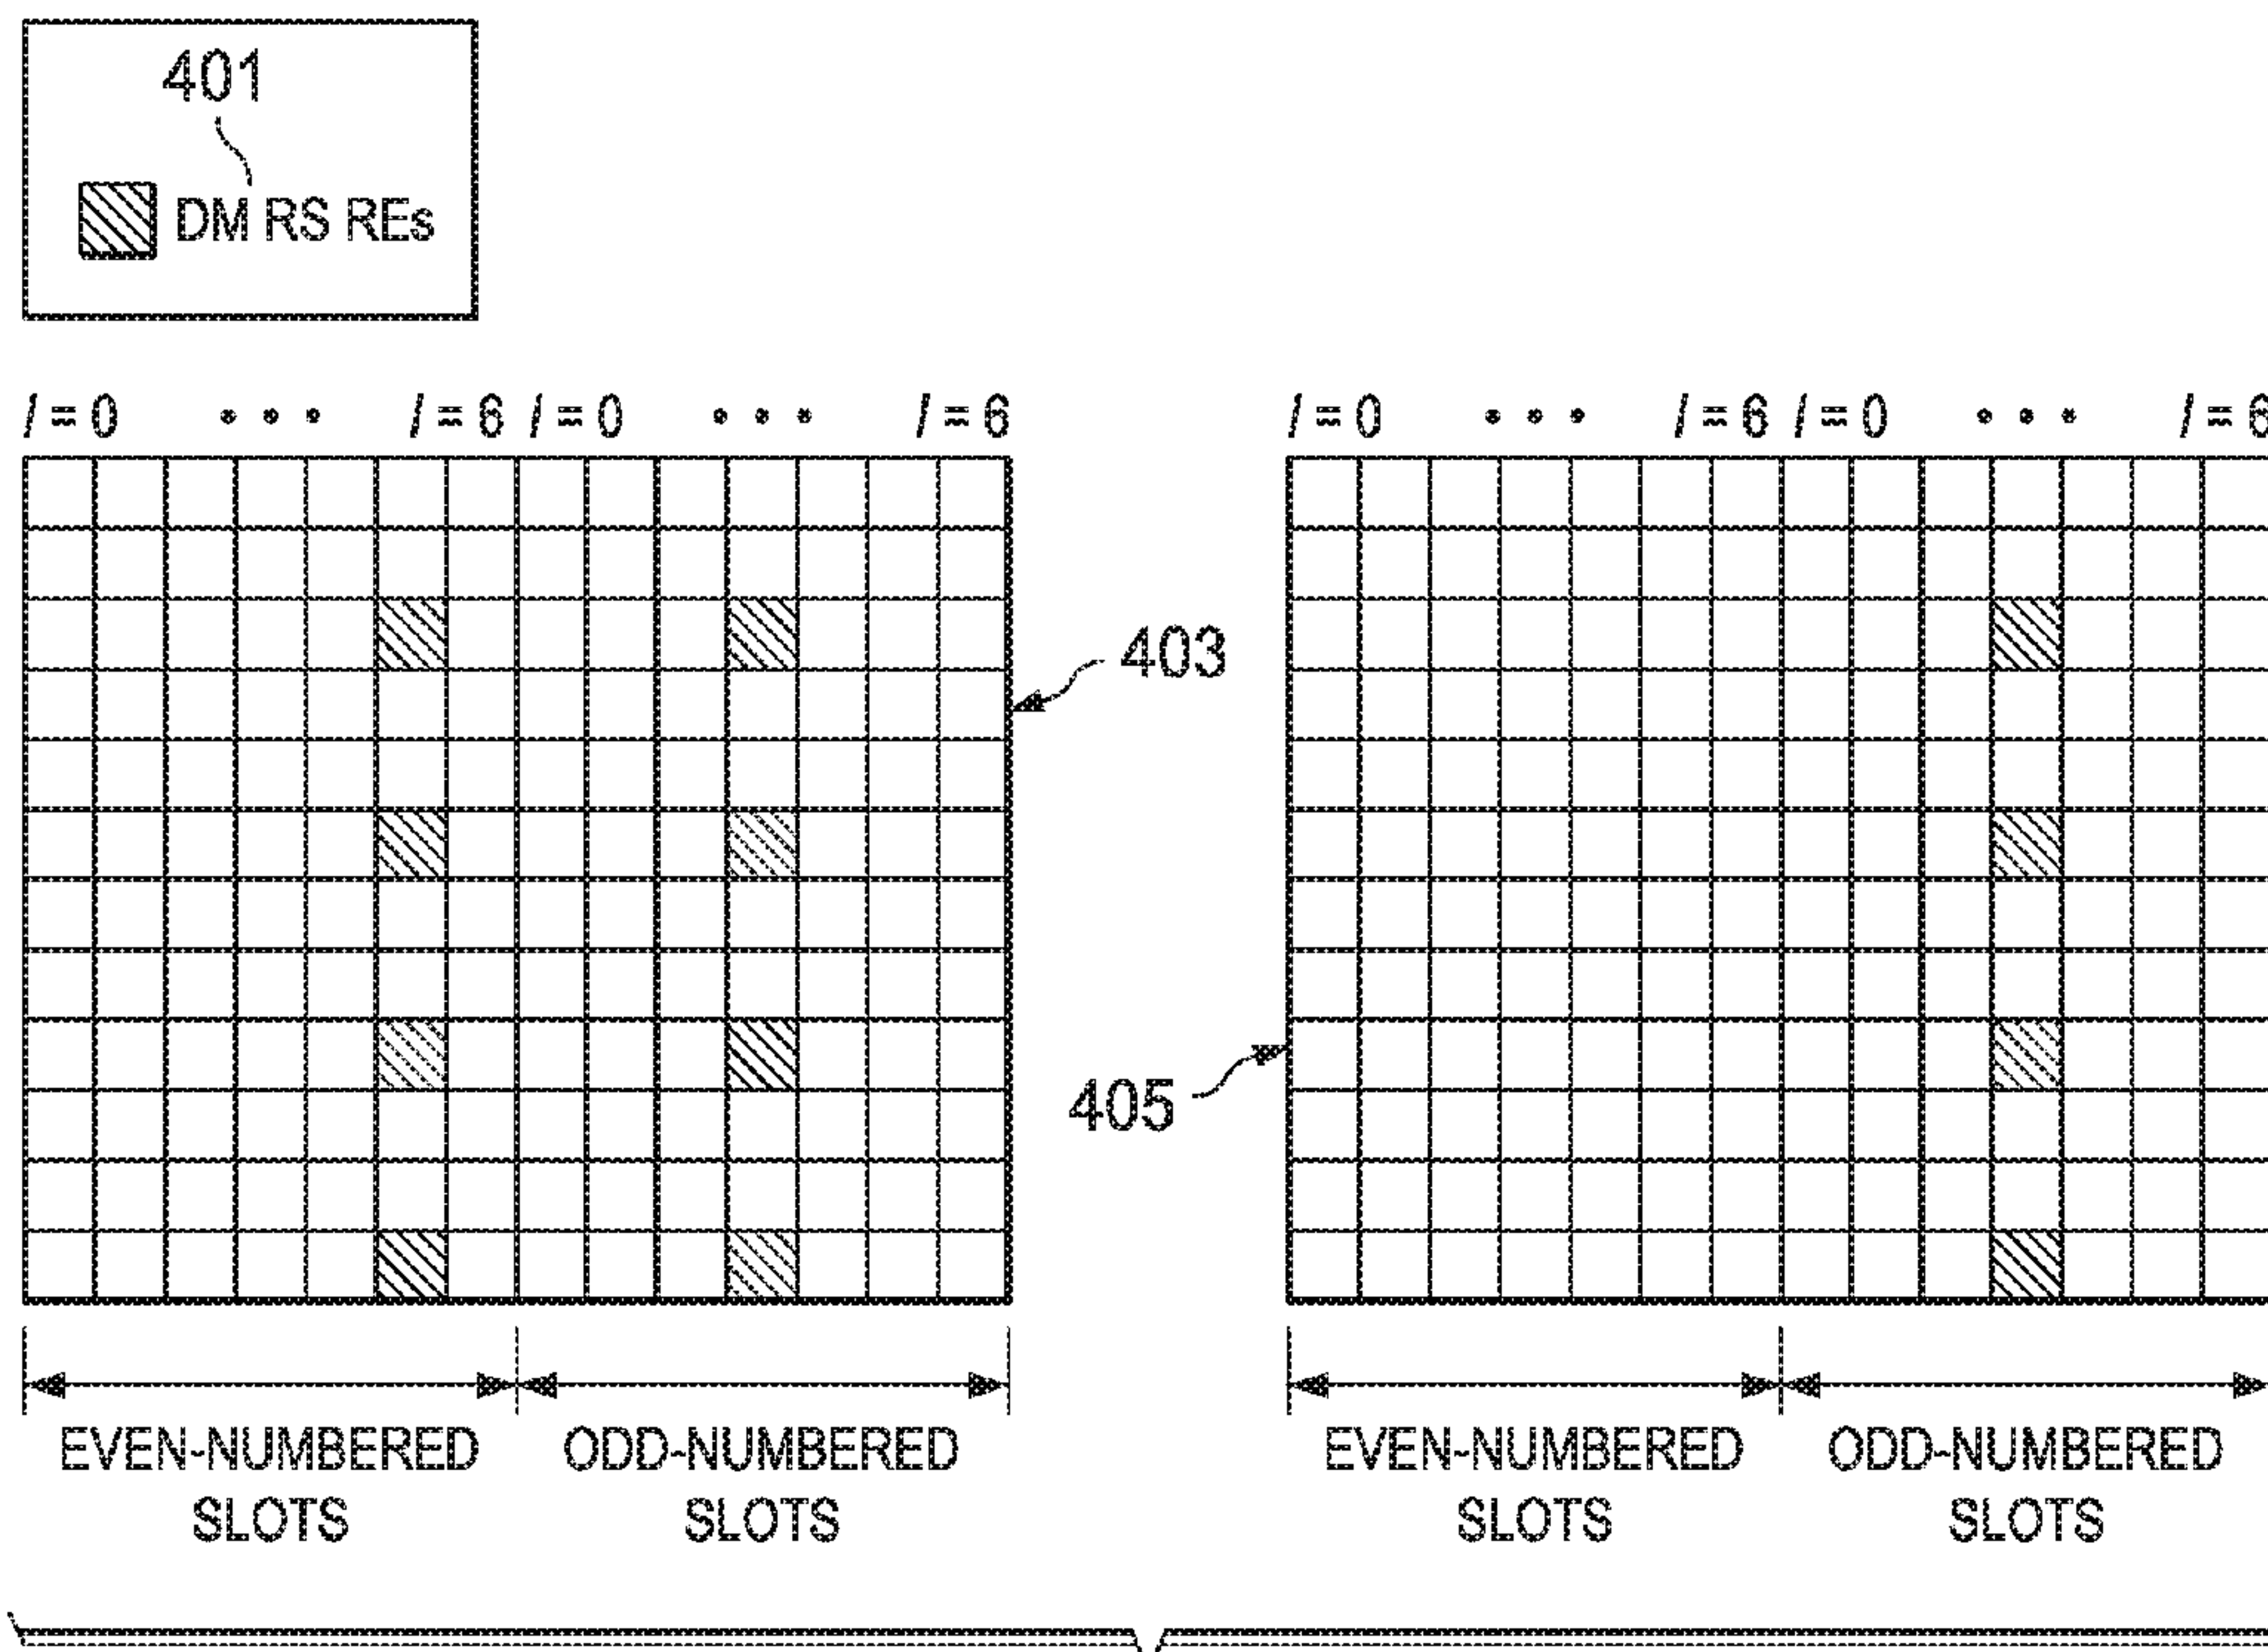 401
DM RS REs
l = 0 • • • l = 6 l = 0 • • • l = 6
l = 0 • • • l = 6 l = 0 • • • l = 6
403
405
EVEN-NUMBERED SLOTS
ODD-NUMBERED SLOTS
EVEN-NUMBERED SLOTS
ODD-NUMBERED SLOTS